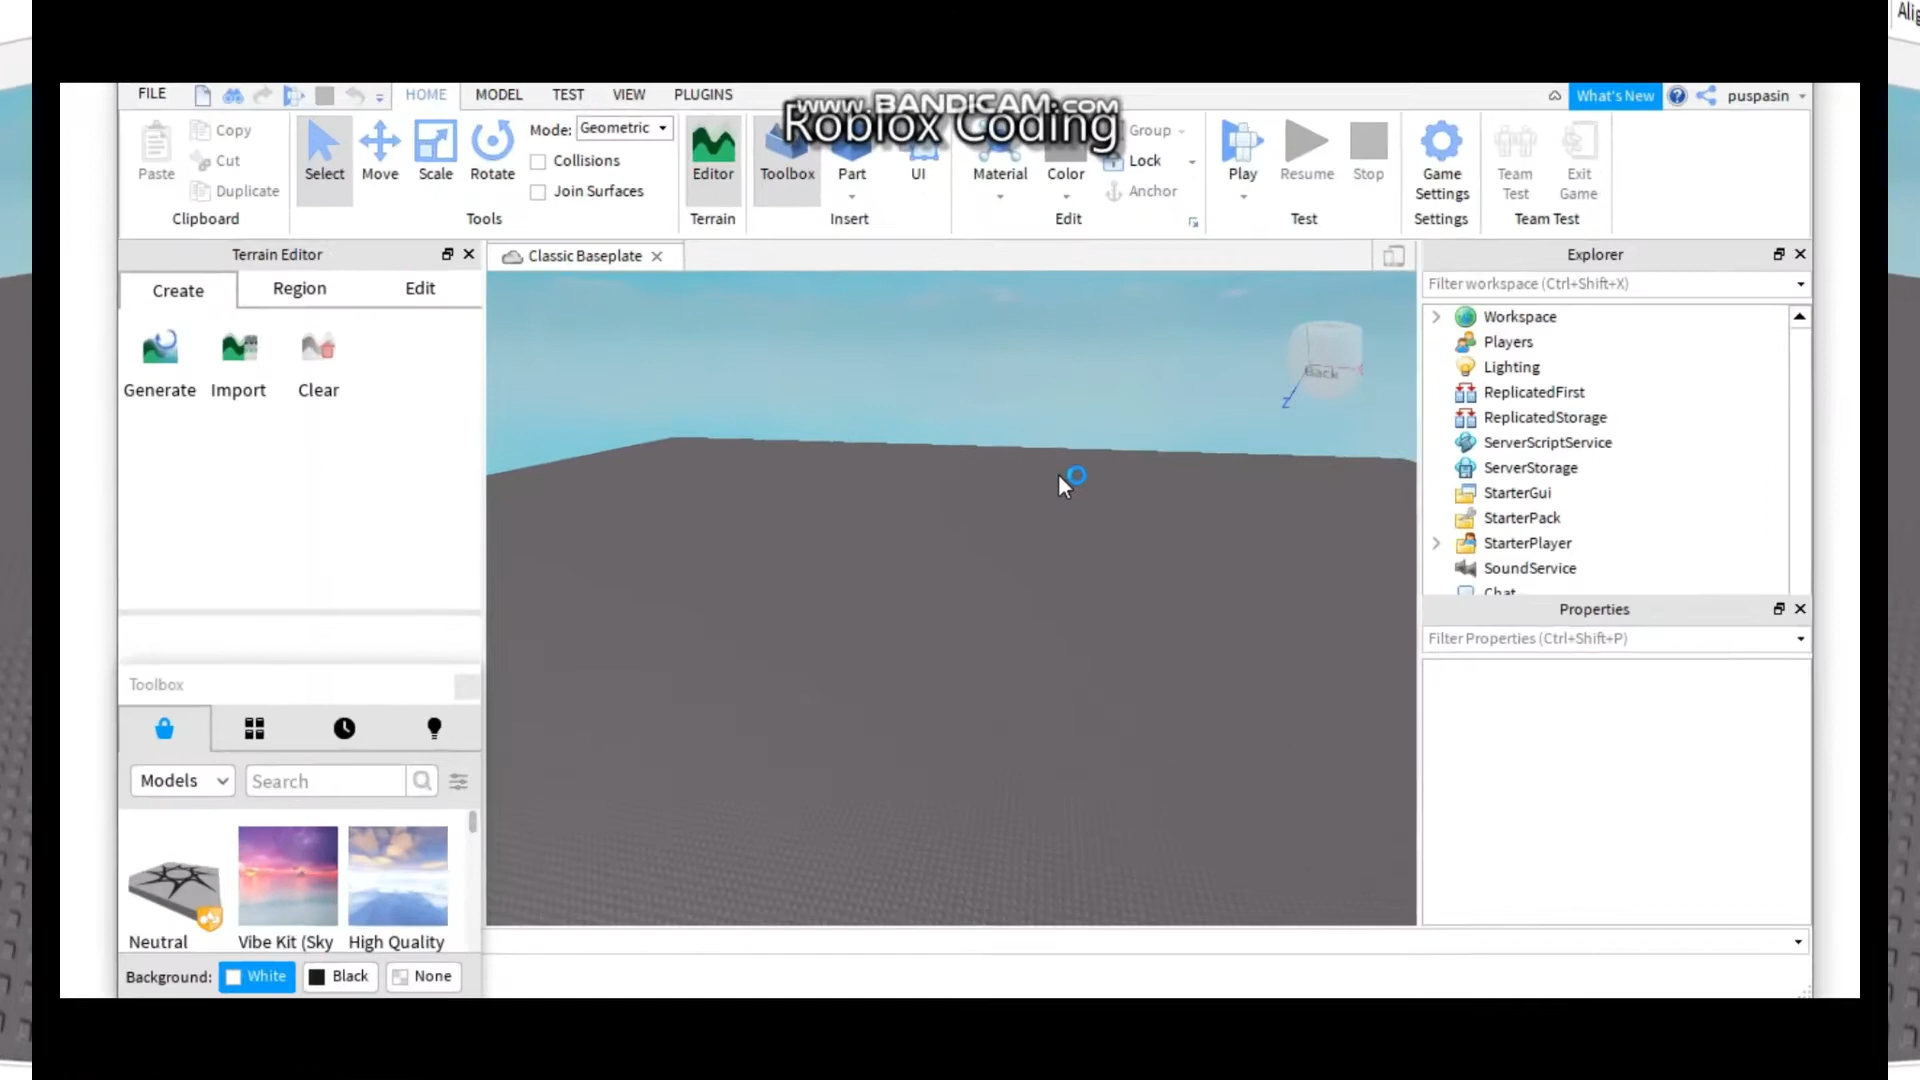 Alig
FILE
HOME
MODEL
TEST
VIEW
PLUGINS
www.BANDICAM.com
Roblox Coding
What's New
puspasin
Paste
Copy
Cut
Duplicate
Clipboard
Select
Move
Scale
Rotate
Mode: Geometric
Collisions
Join Surfaces
Tools
Editor
Terrain
Toolbox
Part
UI
Insert
Material
Color
Group
Lock
Anchor
Edit
Play
Resume
Stop
Test
Game
Settings
Settings
Team
Test
Exit
Game
Team Test
Terrain Editor
Create
Region
Edit
Generate
Import
Clear
Classic Baseplate
Back
Z
Explorer
Filter workspace (Ctrl+Shift+X)
Workspace
Players
Lighting
ReplicatedFirst
ReplicatedStorage
ServerScriptService
ServerStorage
StarterGui
StarterPack
StarterPlayer
SoundService
Chat
Properties
Filter Properties (Ctrl+Shift+P)
Toolbox
Models
Search
Neutral
Vibe Kit (Sky
High Quality
Background:
White
Black
None